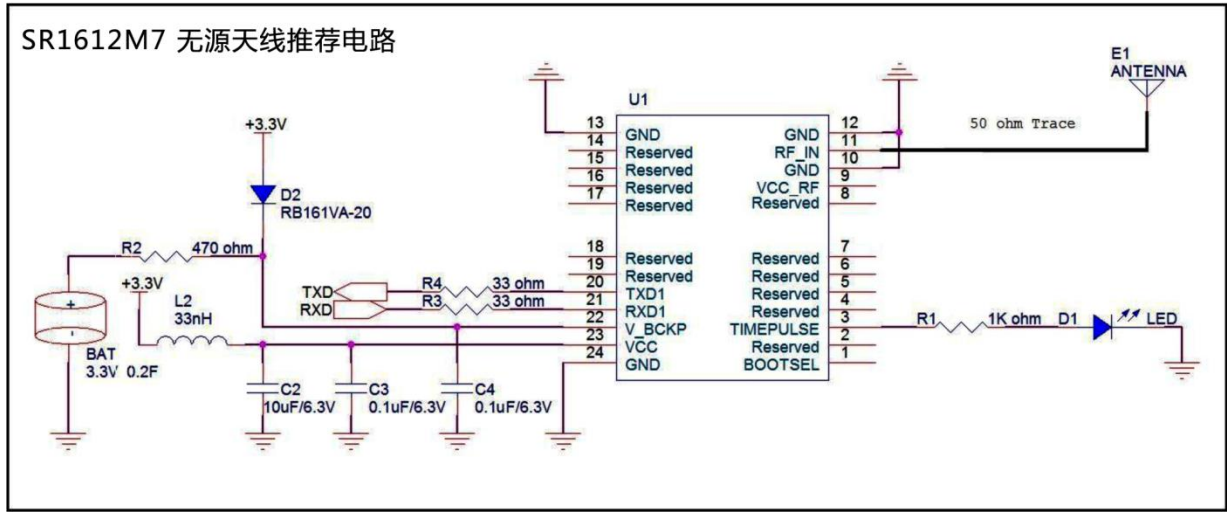 SR1612M7 无源天线推荐电路
E1
ANTENNA
50 ohm Trace
U1
+3.3V
D2
RB161VA-20
R2 470 ohm
+3.3V
L2
33nH
+
-
BAT
3.3V 0.2F
TXD R4 33 ohm
RXD R3 33 ohm
C2
10uF/6.3V
C3
0.1uF/6.3V
C4
0.1uF/6.3V
13 GND
14 Reserved
15 Reserved
16 Reserved
17 Reserved
18 Reserved
19 Reserved
20 TXD1
21 RXD1
22 V_BCKP
23 VCC
24 GND
GND 12
RF_IN 11
GND 10
VCC_RF 9
Reserved 8
Reserved 7
Reserved 6
Reserved 5
Reserved 4
TIMEPULSE 3
Reserved 2
BOOTSEL 1
R1 1K ohm D1 LED